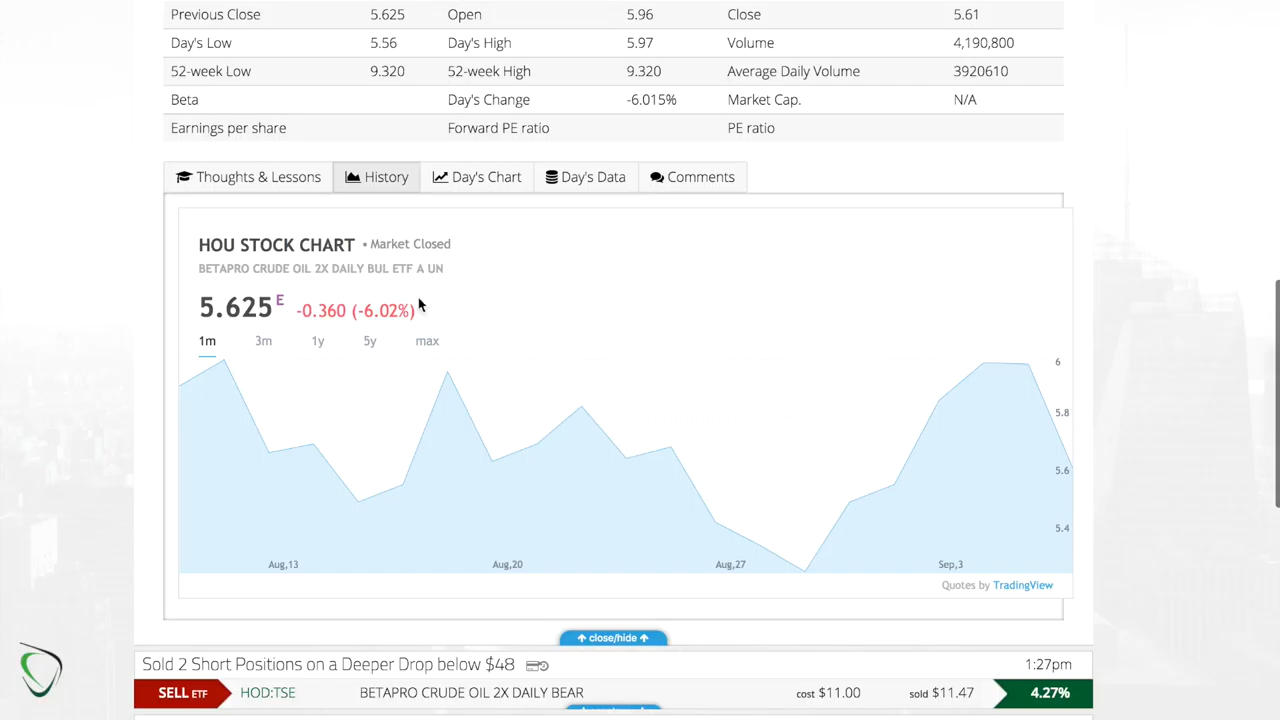 Previous Close 5.625 Open 5.96 Close 5.61
Day's Low 5.56 Day's High 5.97 Volume 4,190,800
52-week Low 9.320 52-week High 9.320 Average Daily Volume 3920610
Beta Day's Change -6.015% Market Cap. N/A
Earnings per share Forward PE ratio PE ratio
Thoughts & Lessons History Day's Chart Day's Data Comments
HOU STOCK CHART • Market Closed
BETAPRO CRUDE OIL 2X DAILY BUL ETF A UN
5.625 E -0.360 (-6.02%)
1m 3m 1y 5y max
6
5.8
5.6
5.4
Aug,13 Aug,20 Aug,27 Sep,3
Quotes by TradingView
close/hide
Sold 2 Short Positions on a Deeper Drop below $48 1:27pm
SELL ETF HOD:TSE BETAPRO CRUDE OIL 2X DAILY BEAR cost $11.00 sold $11.47 4.27%